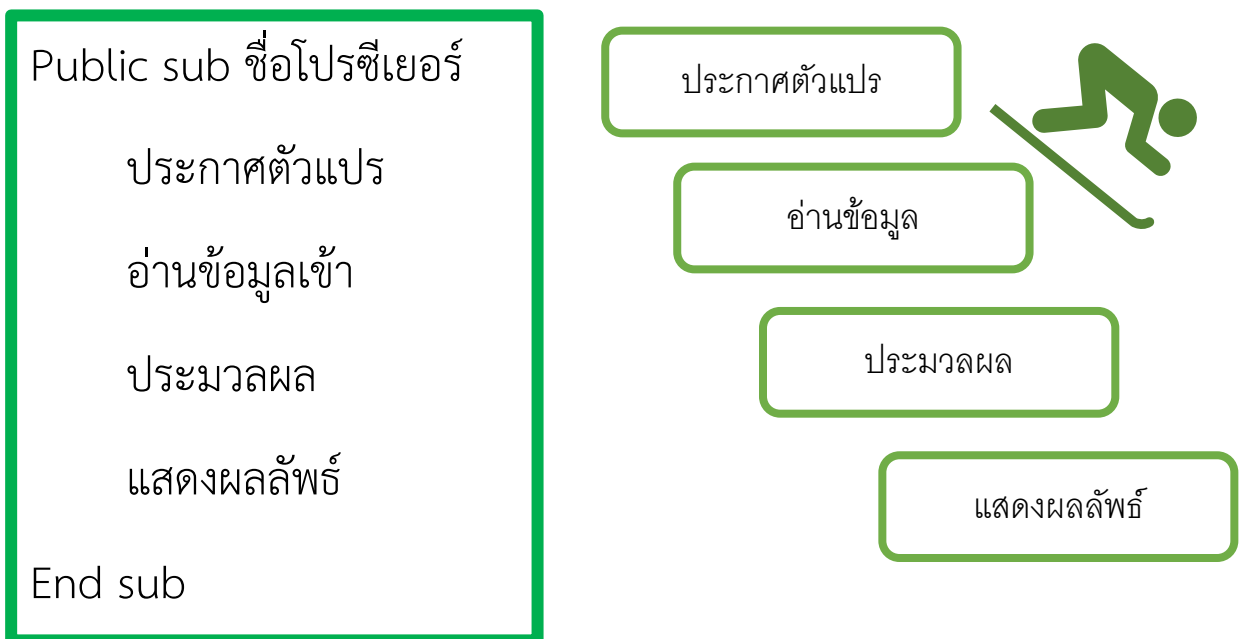 Public sub ชื่อโปรซีเยอร์
ประกาศตัวแปร
อ่านข้อมูลเข้า
ประมวลผล
แสดงผลลัพธ์
End sub
ประกาศตัวแปร
อ่านข้อมูล
ประมวลผล
แสดงผลลัพธ์